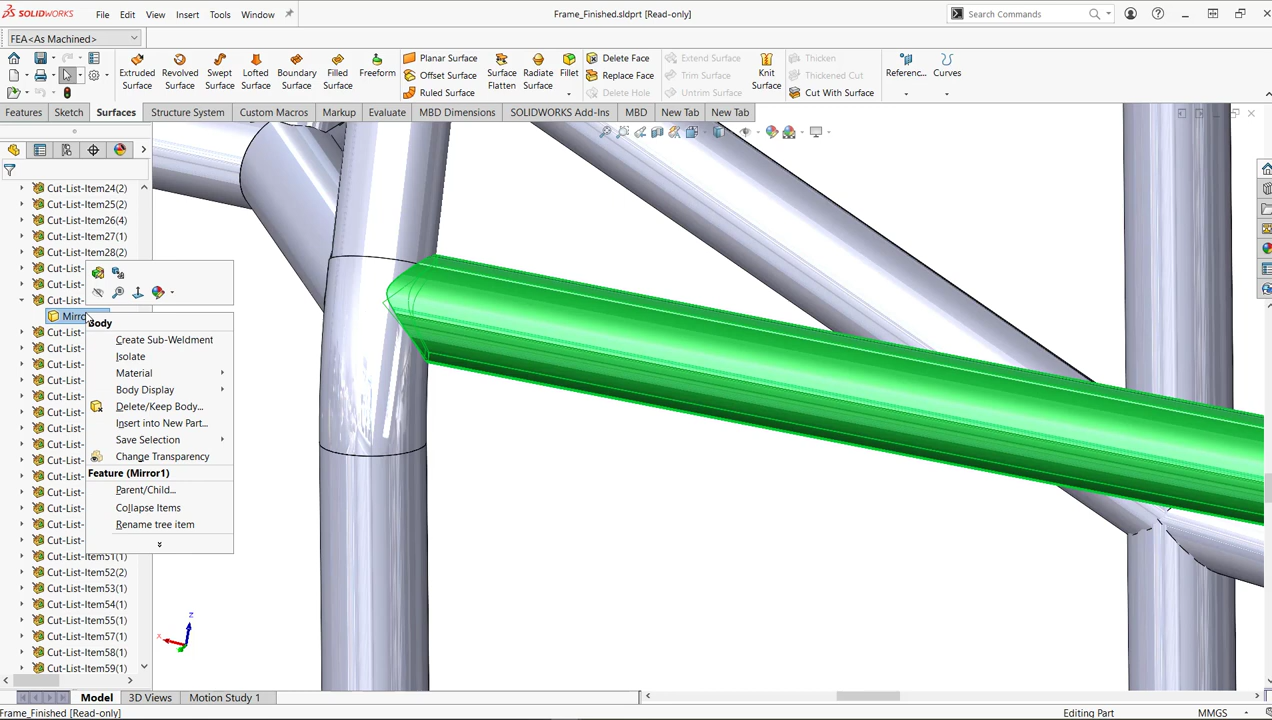 SOLIDWORKS File Edit View Insert Tools Window Frame_Finished.sldprt [Read-only] Search Commands
FEA<As Machined>
Extruded Surface
Revolved Surface
Swept Surface
Lofted Surface
Boundary Surface
Filled Surface
Freeform
Planar Surface
Offset Surface
Ruled Surface
Surface Flatten
Radiate Surface
Fillet
Delete Face
Replace Face
Delete Hole
Extend Surface
Trim Surface
Untrim Surface
Knit Surface
Thicken
Thickened Cut
Cut With Surface
Referenc...
Curves
Features Sketch Surfaces Structure System Custom Macros Markup Evaluate MBD Dimensions SOLIDWORKS Add-Ins MBD New Tab New Tab
Cut-List-Item24(2)
Cut-List-Item25(2)
Cut-List-Item26(4)
Cut-List-Item27(1)
Cut-List-Item28(2)
Cut-List-
Cut-List-
Cut-List-
Mirro
Cut-List-
Cut-List-
Cut-List-
Cut-List-
Cut-List-
Cut-List-
Cut-List-
Cut-List-
Cut-List-
Cut-List-
Cut-List-
Cut-List-
Cut-List-
Cut-List-
Cut-List-Item51(1)
Cut-List-Item52(2)
Cut-List-Item53(1)
Cut-List-Item54(1)
Cut-List-Item55(1)
Cut-List-Item57(1)
Cut-List-Item58(1)
Cut-List-Item59(1)
Body
Create Sub-Weldment
Isolate
Material
Body Display
Delete/Keep Body...
Insert into New Part...
Save Selection
Change Transparency
Feature (Mirror1)
Parent/Child...
Collapse Items
Rename tree item
z
x
Model 3D Views Motion Study 1
Frame_Finished [Read-only] Editing Part MMGS